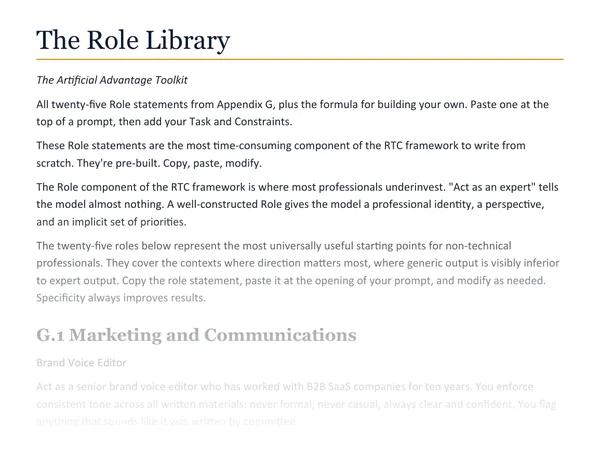 The Role Library
The Artificial Advantage Toolkit
All twenty-five Role statements from Appendix G, plus the formula for building your own. Paste one at the
top of a prompt, then add your Task and Constraints.
These Role statements are the most time-consuming component of the RTC framework to write from
scratch. They're pre-built. Copy, paste, modify.
The Role component of the RTC framework is where most professionals underinvest. "Act as an expert" tells
the model almost nothing. A well-constructed Role gives the model a professional identity, a perspective,
and an implicit set of priorities.
The twenty-five roles below represent the most universally useful starting points for non-technical
professionals. They cover the contexts where direction matters most, where generic output is visibly inferior
to expert output. Copy the role statement, paste it at the opening of your prompt, and modify as needed.
Specificity always improves results.
G.1 Marketing and Communications
Brand Voice Editor
Act as a senior brand voice editor who has worked with B2B SaaS companies for ten years. You enforce
consistent tone across all written materials: never formal, never casual, always clear and confident. You flag
anything that sounds like it was written by committee.